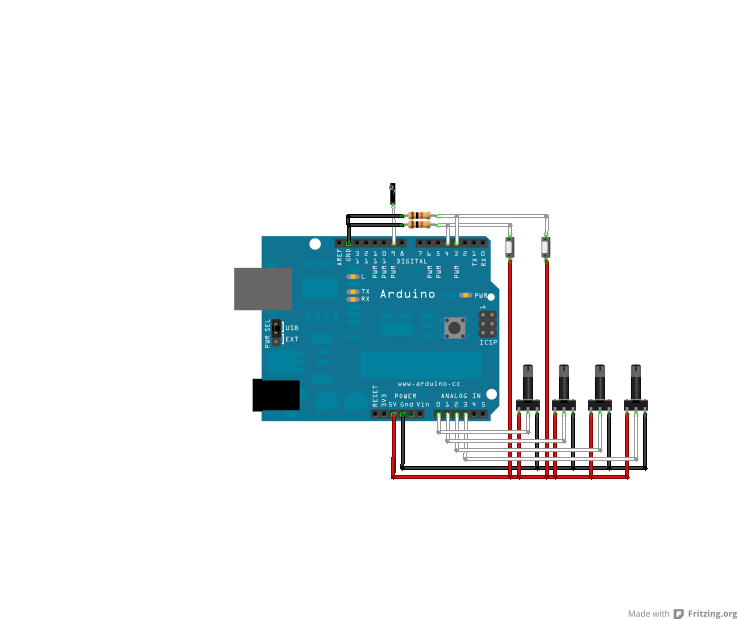 AREF
GND
13
12
PWM 11
PWM 10
PWM 9
8
7
PWM 6
PWM 5
4
PWM 3
2
TX 1
RX 0
DIGITAL
L
TX
RX
Arduino
PWR
1
USB
EXT
PWR SEL
ICSP
www.arduino.cc
POWER
ANALOG IN
RESET
3V3
5V Gnd Vin
0 1 2 3 4 5
Made with Fritzing.org